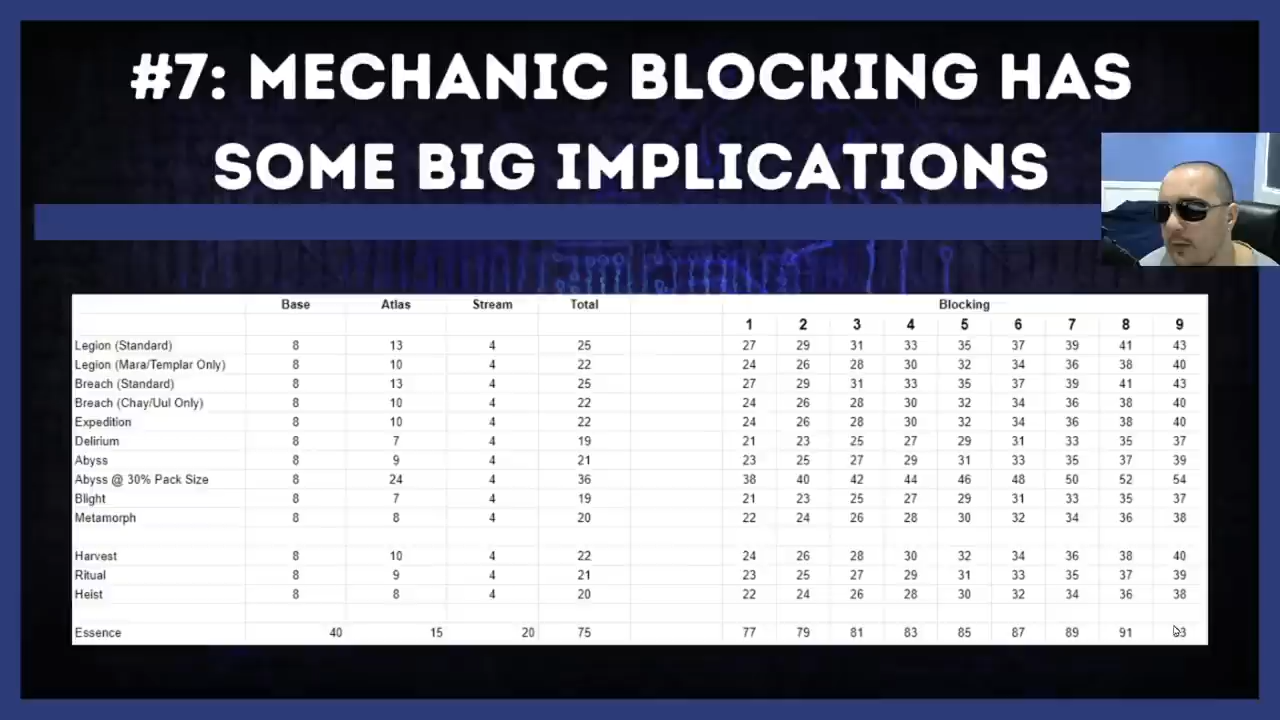 #7: MECHANIC BLOCKING HAS
SOME BIG IMPLICATIONS
Base Atlas Stream Total Blocking
1 2 3 4 5 6 7 8 9
Legion (Standard) 8 13 4 25 27 29 31 33 35 37 39 41 43
Legion (Mara/Templar Only) 8 10 4 22 24 26 28 30 32 34 36 38 40
Breach (Standard) 8 13 4 25 27 29 31 33 35 37 39 41 43
Breach (Chay/Uul Only) 8 10 4 22 24 26 28 30 32 34 36 38 40
Expedition 8 10 4 22 24 26 28 30 32 34 36 38 40
Delirium 8 7 4 19 21 23 25 27 29 31 33 35 37
Abyss 8 9 4 21 23 25 27 29 31 33 35 37 39
Abyss @ 30% Pack Size 8 24 4 36 38 40 42 44 46 48 50 52 54
Blight 8 7 4 19 21 23 25 27 29 31 33 35 37
Metamorph 8 8 4 20 22 24 26 28 30 32 34 36 38
Harvest 8 10 4 22 24 26 28 30 32 34 36 38 40
Ritual 8 9 4 21 23 25 27 29 31 33 35 37 39
Heist 8 8 4 20 22 24 26 28 30 32 34 36 38
Essence 40 15 20 75 77 79 81 83 85 87 89 91 93